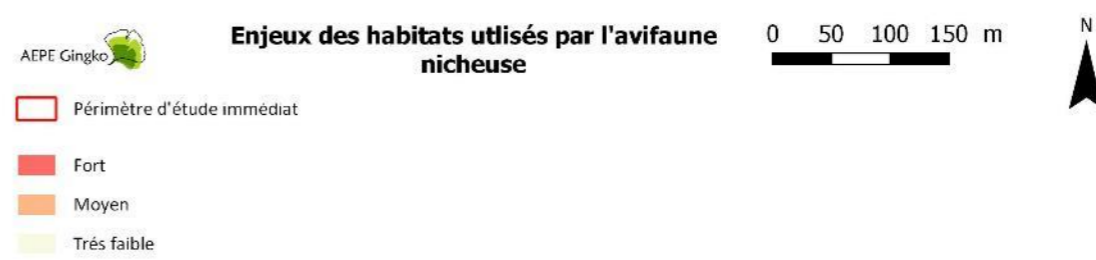 AEPE Gingko
Enjeux des habitats utlisés par l'avifaune
nicheuse
0 50 100 150 m
N
Périmètre d'étude immédiat
Fort
Moyen
Trés faible